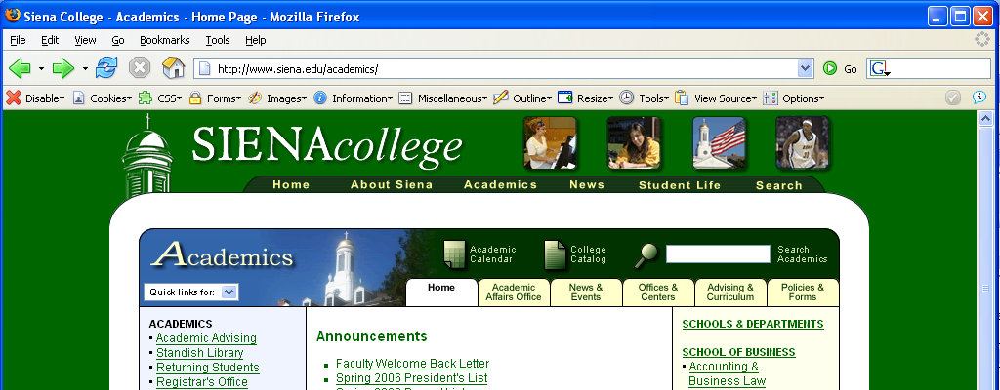 Siena College - Academics - Home Page - Mozilla Firefox
File Edit View Go Bookmarks Tools Help
http://www.siena.edu/academics/ Go G
Disable Cookies CSS Forms Images Information Miscellaneous Outline Resize Tools View Source Options
SIENAcollege
Home About Siena Academics News Student Life Search
Academics
Academic Calendar
College Catalog
Search Academics
Quick links for:
Home
Academic Affairs Office
News & Events
Offices & Centers
Advising & Curriculum
Policies & Forms
ACADEMICS
▪ Academic Advising
▪ Standish Library
▪ Returning Students
▪ Registrar's Office
Announcements
▪ Faculty Welcome Back Letter
▪ Spring 2006 President's List
SCHOOLS & DEPARTMENTS
SCHOOL OF BUSINESS
▪ Accounting &
Business Law